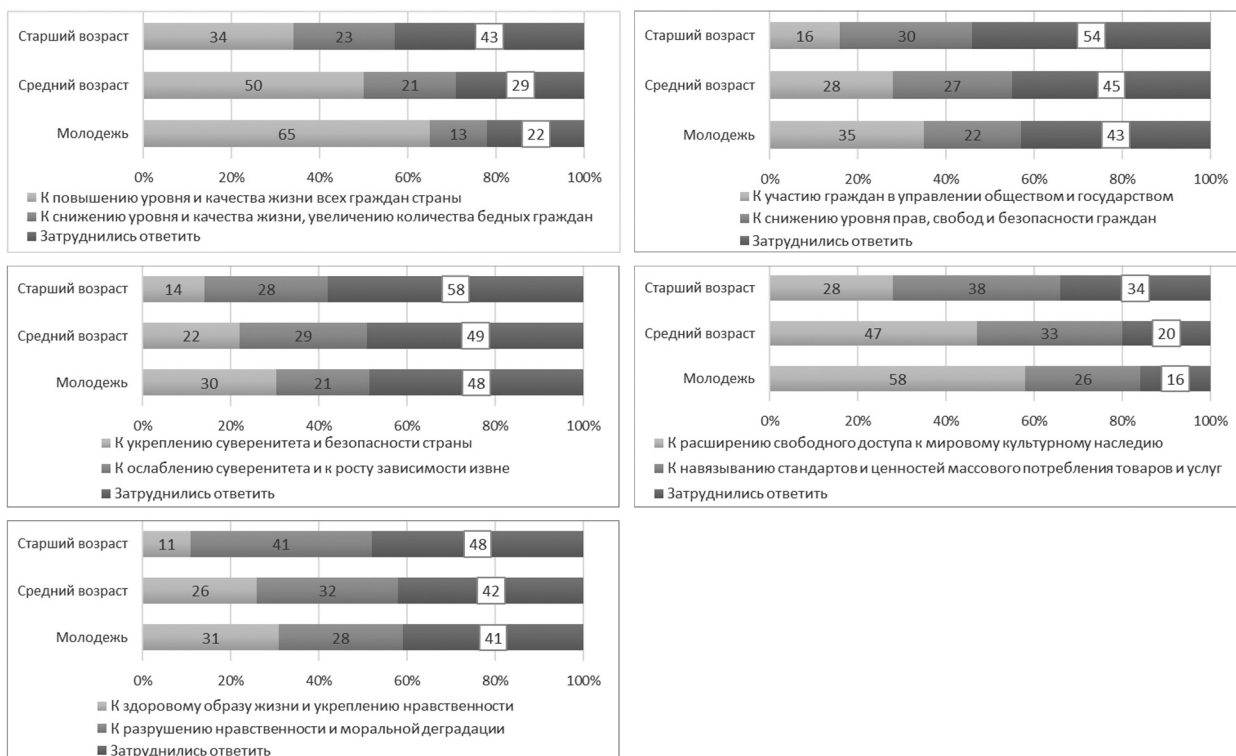 Старший возраст 34 23 43
Средний возраст 50 21 29
Молодежь 65 13 22
0% 20% 40% 60% 80% 100%
К повышению уровня и качества жизни всех граждан страны
К снижению уровня и качества жизни, увеличению количества бедных граждан
Затруднились ответить
Старший возраст 16 30 54
Средний возраст 28 27 45
Молодежь 35 22 43
0% 20% 40% 60% 80% 100%
К участию граждан в управлении обществом и государством
К снижению уровня прав, свобод и безопасности граждан
Затруднились ответить
Старший возраст 14 28 58
Средний возраст 22 29 49
Молодежь 30 21 48
0% 20% 40% 60% 80% 100%
К укреплению суверенитета и безопасности страны
К ослаблению суверенитета и к росту зависимости извне
Затруднились ответить
Старший возраст 28 38 34
Средний возраст 47 33 20
Молодежь 58 26 16
0% 20% 40% 60% 80% 100%
К расширению свободного доступа к мировому культурному наследию
К навязыванию стандартов и ценностей массового потребления товаров и услуг
Затруднились ответить
Старший возраст 11 41 48
Средний возраст 26 32 42
Молодежь 31 28 41
0% 20% 40% 60% 80% 100%
К здоровому образу жизни и укреплению нравственности
К разрушению нравственности и моральной деградации
Затруднились ответить